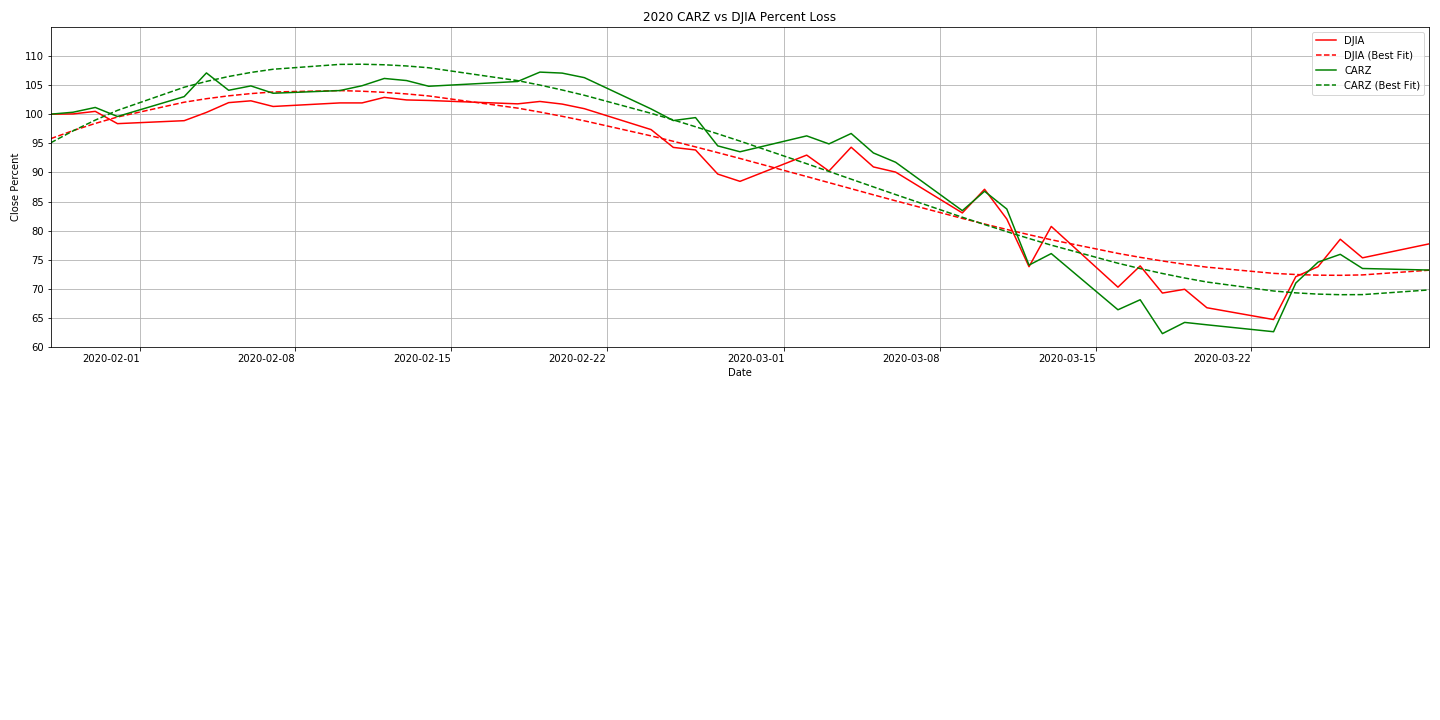 2020 CARZ vs DJIA Percent Loss
DJIA
DJIA (Best Fit)
CARZ
CARZ (Best Fit)
Close Percent
110
105
100
95
90
85
80
75
70
65
60
2020-02-01
2020-02-08
2020-02-15
2020-02-22
2020-03-01
2020-03-08
2020-03-15
2020-03-22
Date